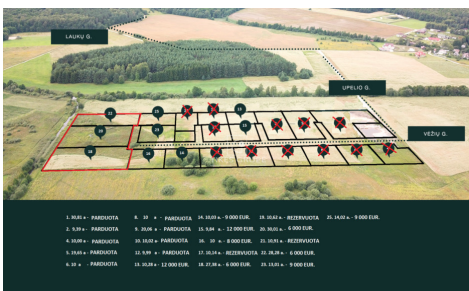 LAUKŲ G.
UPELIO G.
VĖŽIŲ G.
1. 30,81 a - PARDUOTA
2. 9,39 a - PARDUOTA
4. 10,00 a - PARDUOTA
5. 19,65 a - PARDUOTA
6. 10 a - PARDUOTA
8. 10 a - PARDUOTA
9. 20,06 a - PARDUOTA
10. 10,02 a- PARDUOTA
12. 9,99 a - PARDUOTA
13. 10,28 a - 12 000 EUR.
14. 10,03 a. - 9 000 EUR.
15. 9,84 a. - 12 000 EUR.
16. 10 a. - 8 000 EUR.
17. 10,14 a.- REZERVUOTA
18. 27,38 a. - 6 000 EUR.
19. 10,62 a.- REZERVUOTA
20. 30,01 a.- 6 000 EUR.
21. 10,91 a.- REZERVUOTA
22. 28,28 a.- 6 000 EUR.
23. 13,01 a. - 9 000 EUR.
25. 14,02 a. - 9 000 EUR.